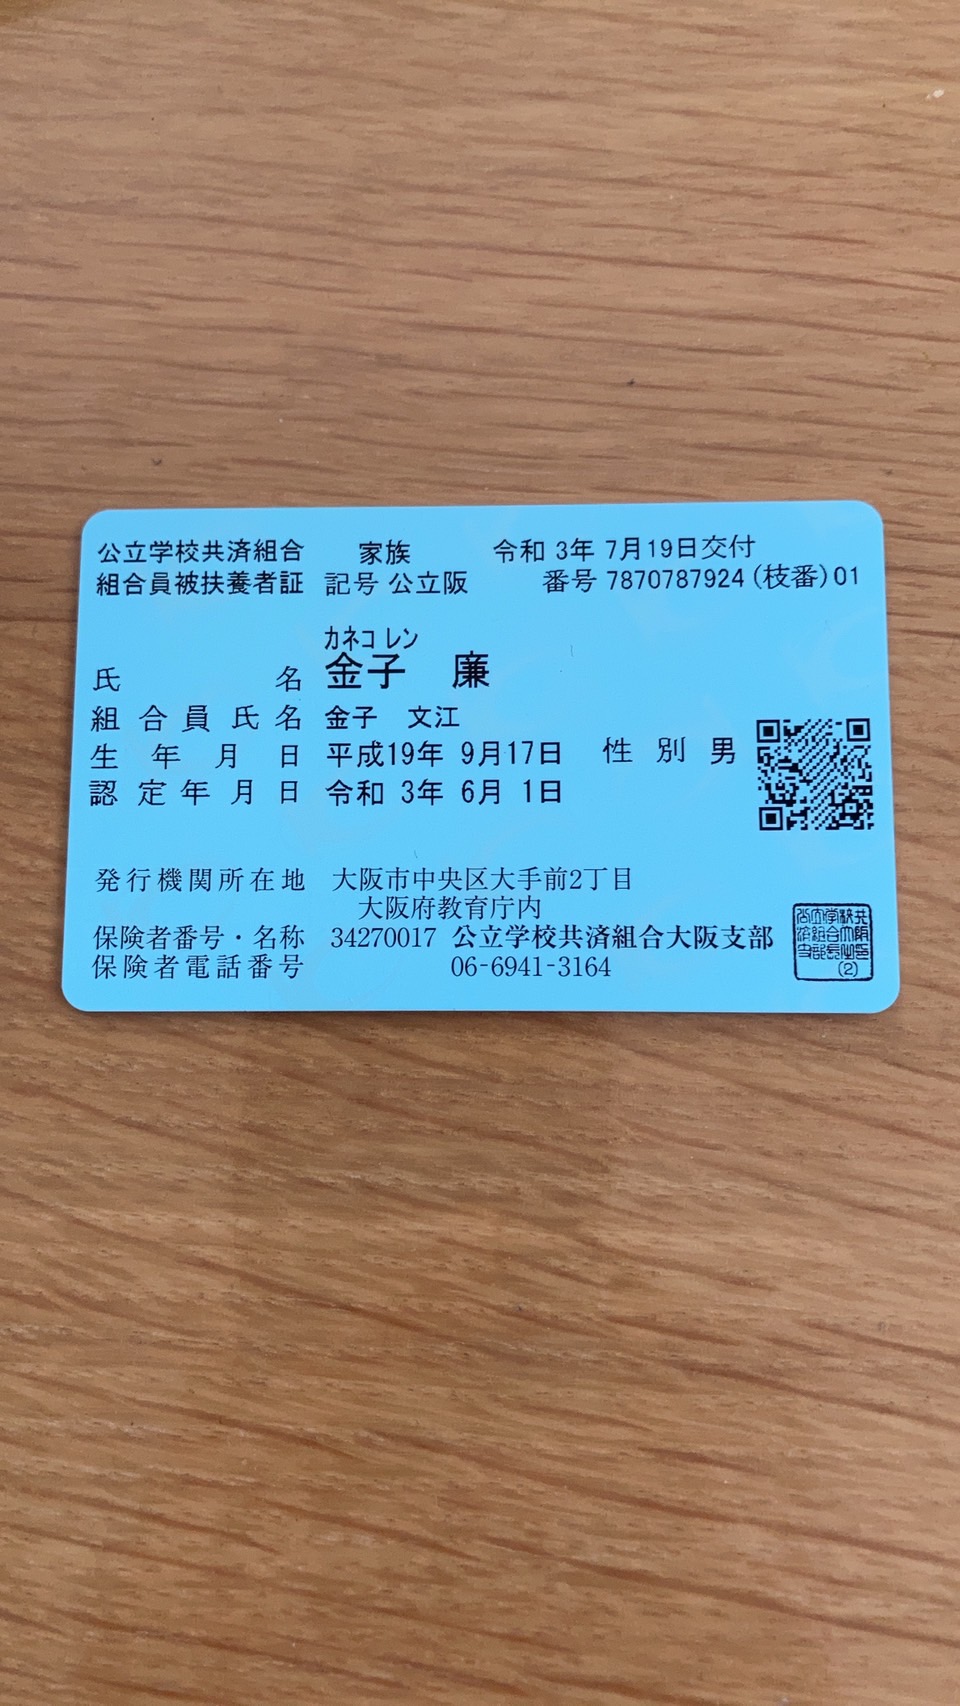 公立学校共済組合 家族 令和 3年 7月19日交付
組合員被扶養者証 記号 公立阪 番号 7870787924 (枝番) 01
カネコ レン
氏名 金子 廉
組合員氏名 金子 文江
生年月日 平成19年 9月17日 性別 男
認定年月日 令和 3年 6月 1日
発行機関所在地 大阪市中央区大手前2丁目
大阪府教育庁内
保険者番号・名称 34270017 公立学校共済組合大阪支部
保険者電話番号 06-6941-3164
(2)